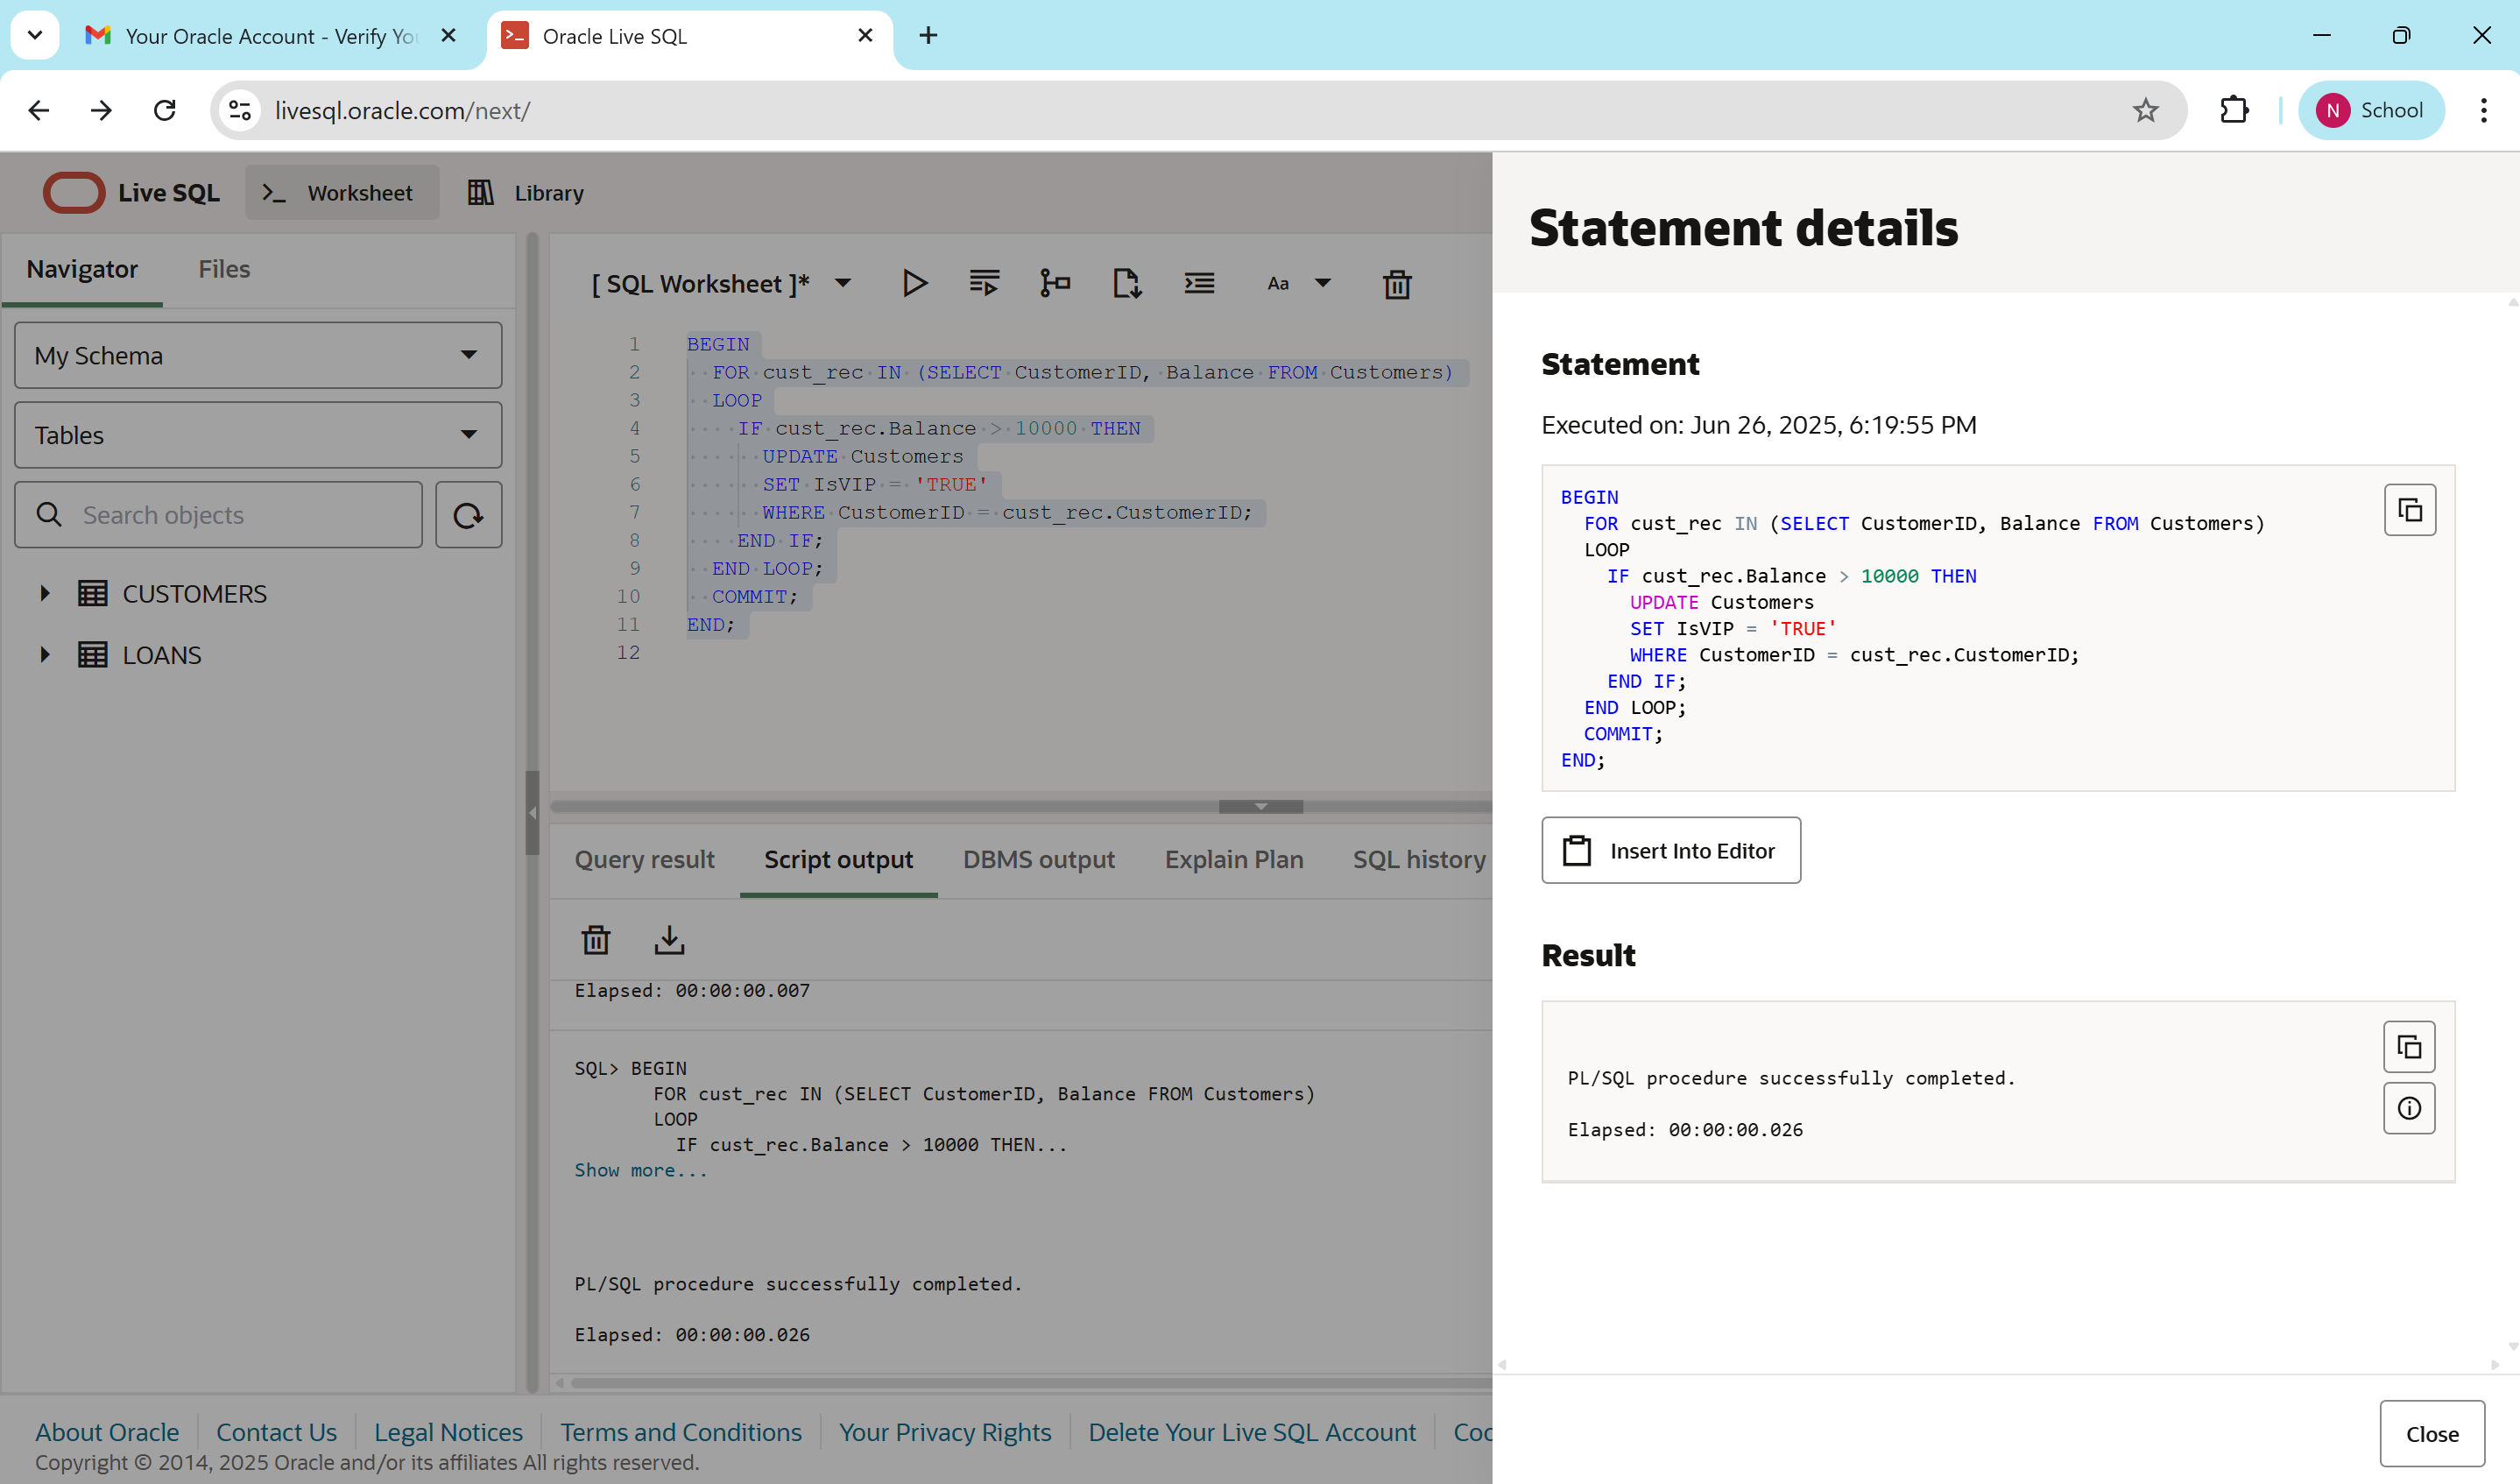 Your Oracle Account - Verify Yo
Oracle Live SQL
livesql.oracle.com/next/
N School
Live SQL
Worksheet
Library
Navigator
Files
My Schema
Tables
Search objects
CUSTOMERS
LOANS
[ SQL Worksheet ]*
Aa
1 BEGIN
2 FOR cust_rec IN (SELECT CustomerID, Balance FROM Customers)
3 LOOP
4 IF cust_rec.Balance > 10000 THEN
5 UPDATE Customers
6 SET IsVIP = 'TRUE'
7 WHERE CustomerID = cust_rec.CustomerID;
8 END IF;
9 END LOOP;
10 COMMIT;
11 END;
12
Query result
Script output
DBMS output
Explain Plan
SQL history
Elapsed: 00:00:00.007
SQL> BEGIN
FOR cust_rec IN (SELECT CustomerID, Balance FROM Customers)
LOOP
IF cust_rec.Balance > 10000 THEN...
Show more...
PL/SQL procedure successfully completed.
Elapsed: 00:00:00.026
Statement details
Statement
Executed on: Jun 26, 2025, 6:19:55 PM
BEGIN
FOR cust_rec IN (SELECT CustomerID, Balance FROM Customers)
LOOP
IF cust_rec.Balance > 10000 THEN
UPDATE Customers
SET IsVIP = 'TRUE'
WHERE CustomerID = cust_rec.CustomerID;
END IF;
END LOOP;
COMMIT;
END;
Insert Into Editor
Result
PL/SQL procedure successfully completed.
Elapsed: 00:00:00.026
Close
About Oracle
Contact Us
Legal Notices
Terms and Conditions
Your Privacy Rights
Delete Your Live SQL Account
Coo
Copyright © 2014, 2025 Oracle and/or its affiliates All rights reserved.